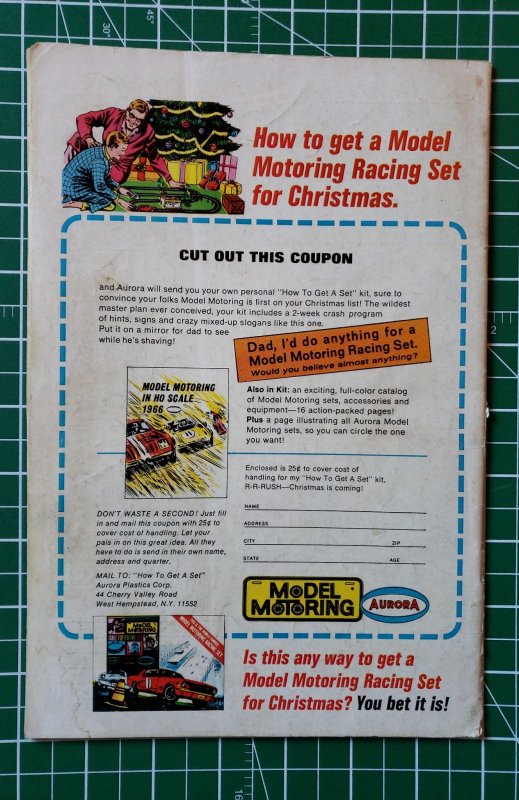 How to get a Model
Motoring Racing Set
for Christmas.
CUT OUT THIS COUPON
and Aurora will send you your own personal "How To Get A Set" kit, sure to
convince your folks Model Motoring is first on your Christmas list! The wildest
master plan ever conceived, your kit includes a 2-week crash program
of hints, signs and crazy mixed-up slogans like this one.
Put it on a mirror for dad to see
while he's shaving!
Dad, I'd do anything for a
Model Motoring Racing Set.
Would you believe almost anything?
MODEL MOTORING
IN HO SCALE
1966
Also in Kit: an exciting, full-color catalog
of Model Motoring sets, accessories and
equipment—16 action-packed pages!
Plus a page illustrating all Aurora Model
Motoring sets, so you can circle the one
you want!
Enclosed is 25¢ to cover cost of
handling for my "How To Get A Set" kit,
R-R-RUSH—Christmas is coming!
DON'T WASTE A SECOND! Just fill
in and mail this coupon with 25¢ to
cover cost of handling. Let your
pals in on this great idea. All they
have to do is send in their own name,
address and quarter.
MAIL TO: "How To Get A Set"
Aurora Plastics Corp.
44 Cherry Valley Road
West Hempstead, N.Y. 11552
NAME
ADDRESS
CITY ZIP
STATE AGE
MODEL
MOTORING
AURORA
MODEL
MOTORING
Is this any way to get a
Model Motoring Racing Set
for Christmas? You bet it is!
30°
45°
2
16